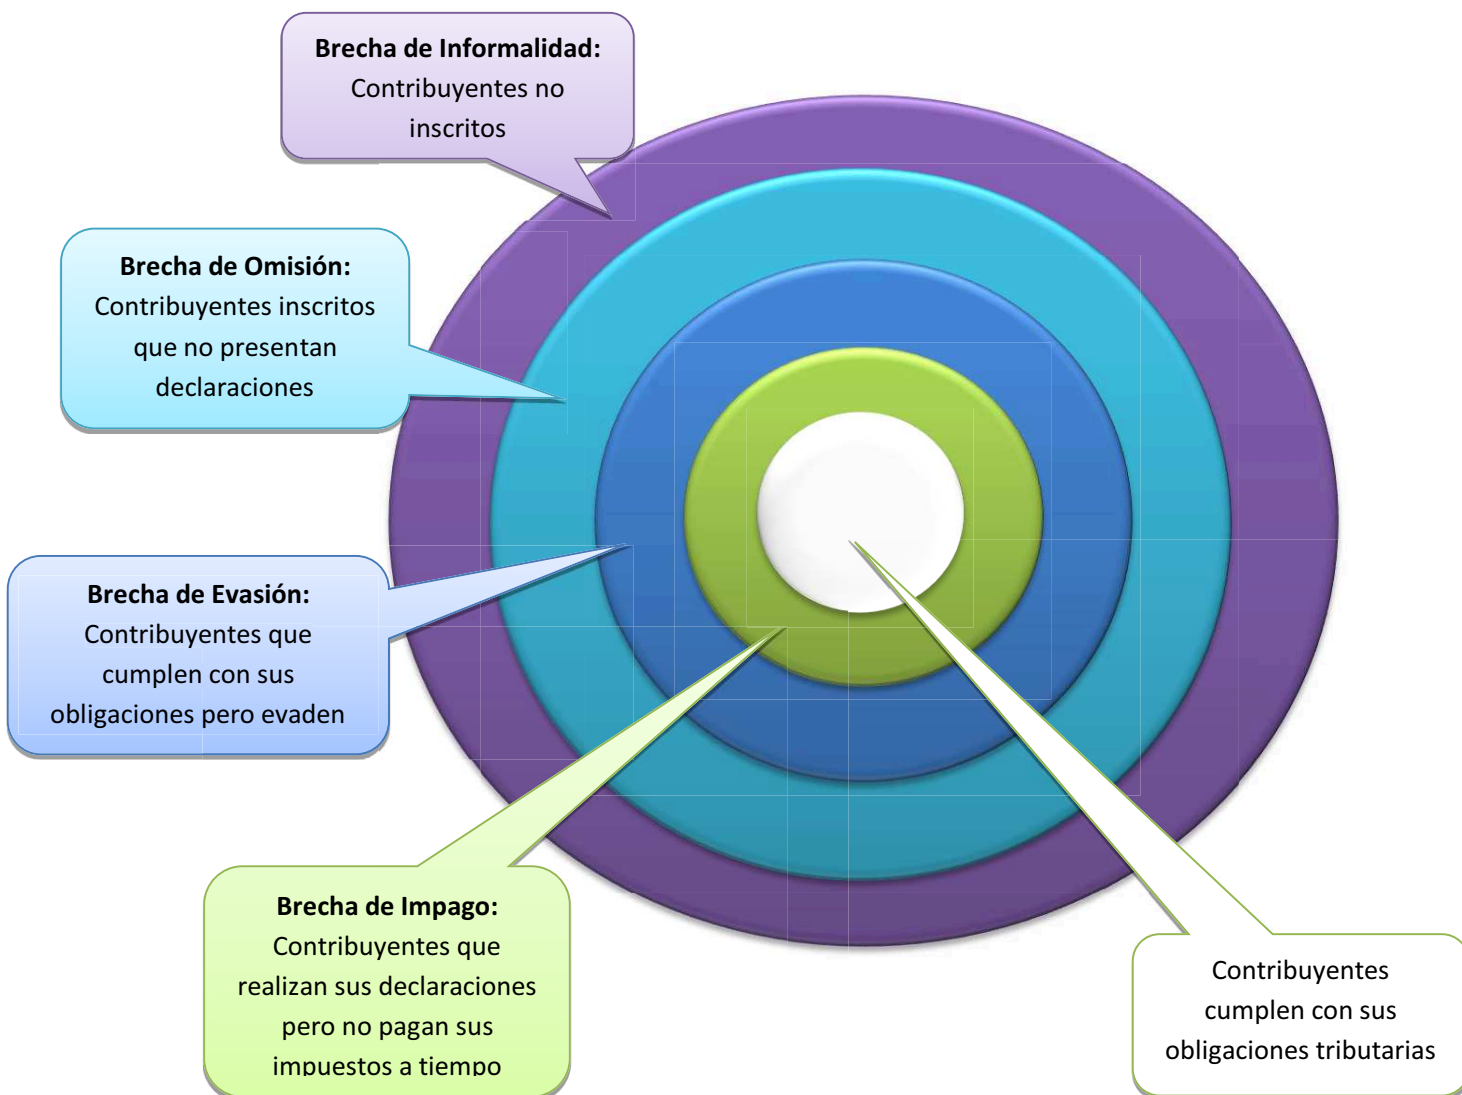 Brecha de Informalidad:
Contribuyentes no
inscritos
Brecha de Omisión:
Contribuyentes inscritos
que no presentan
declaraciones
Brecha de Evasión:
Contribuyentes que
cumplen con sus
obligaciones pero evaden
Brecha de Impago:
Contribuyentes que
realizan sus declaraciones
pero no pagan sus
impuestos a tiempo
Contribuyentes
cumplen con sus
obligaciones tributarias